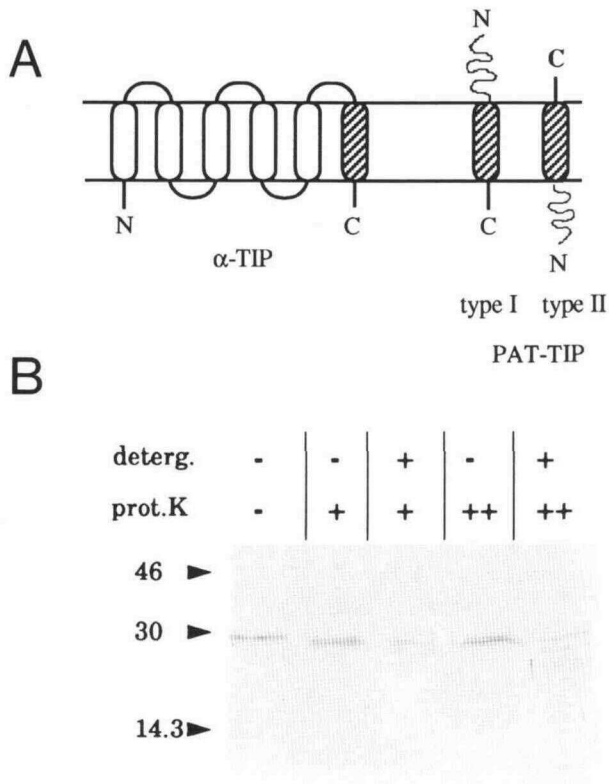 A
N
C
N
C
α-TIP
C
N
type I type II
PAT-TIP
B
deterg. - - + - +
prot.K - + + ++ ++
46
30
14.3